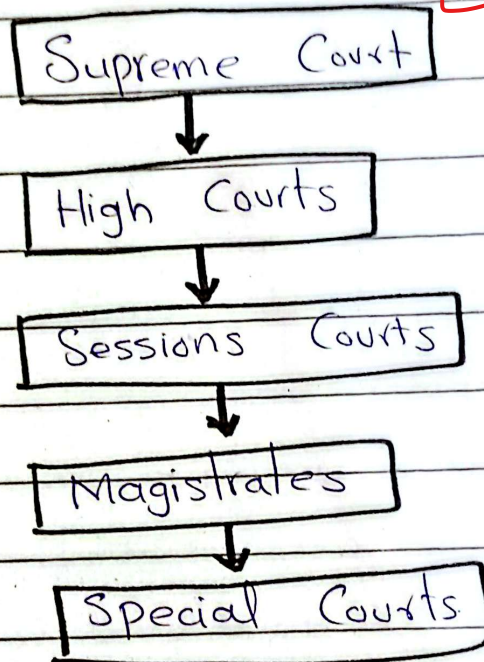 Supreme Court
High Courts
Sessions Courts
Magistrates
Special Courts.